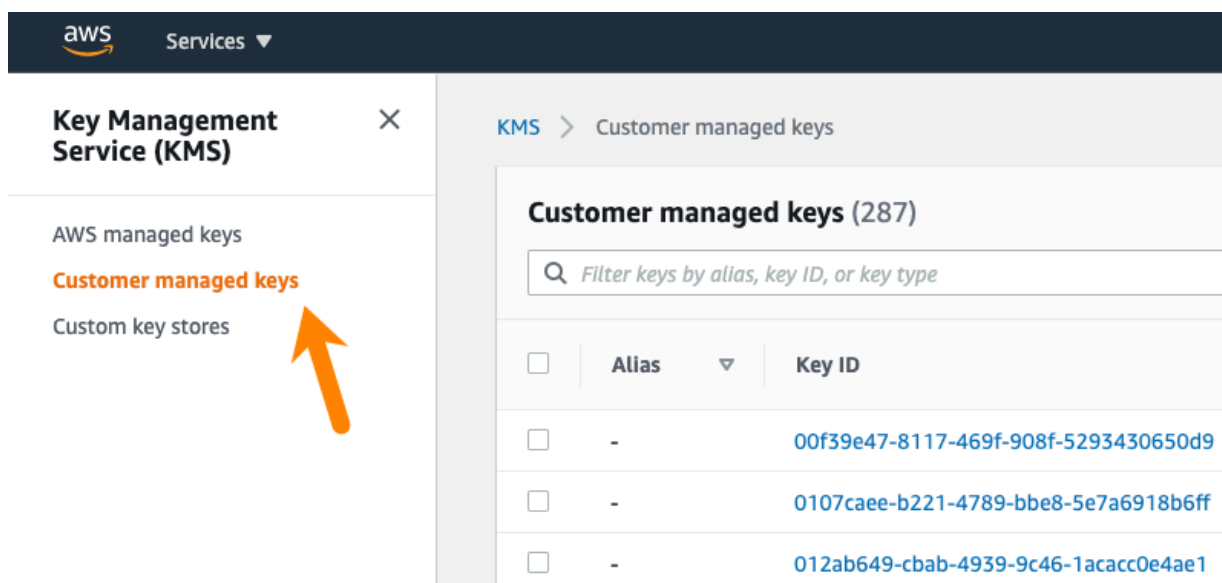 aws
Services
Key Management
Service (KMS)
AWS managed keys
Customer managed keys
Custom key stores
KMS > Customer managed keys
Customer managed keys (287)
Filter keys by alias, key ID, or key type
Alias Key ID
- 00f39e47-8117-469f-908f-5293430650d9
- 0107caee-b221-4789-bbe8-5e7a6918b6ff
- 012ab649-cbab-4939-9c46-1acacc0e4ae1